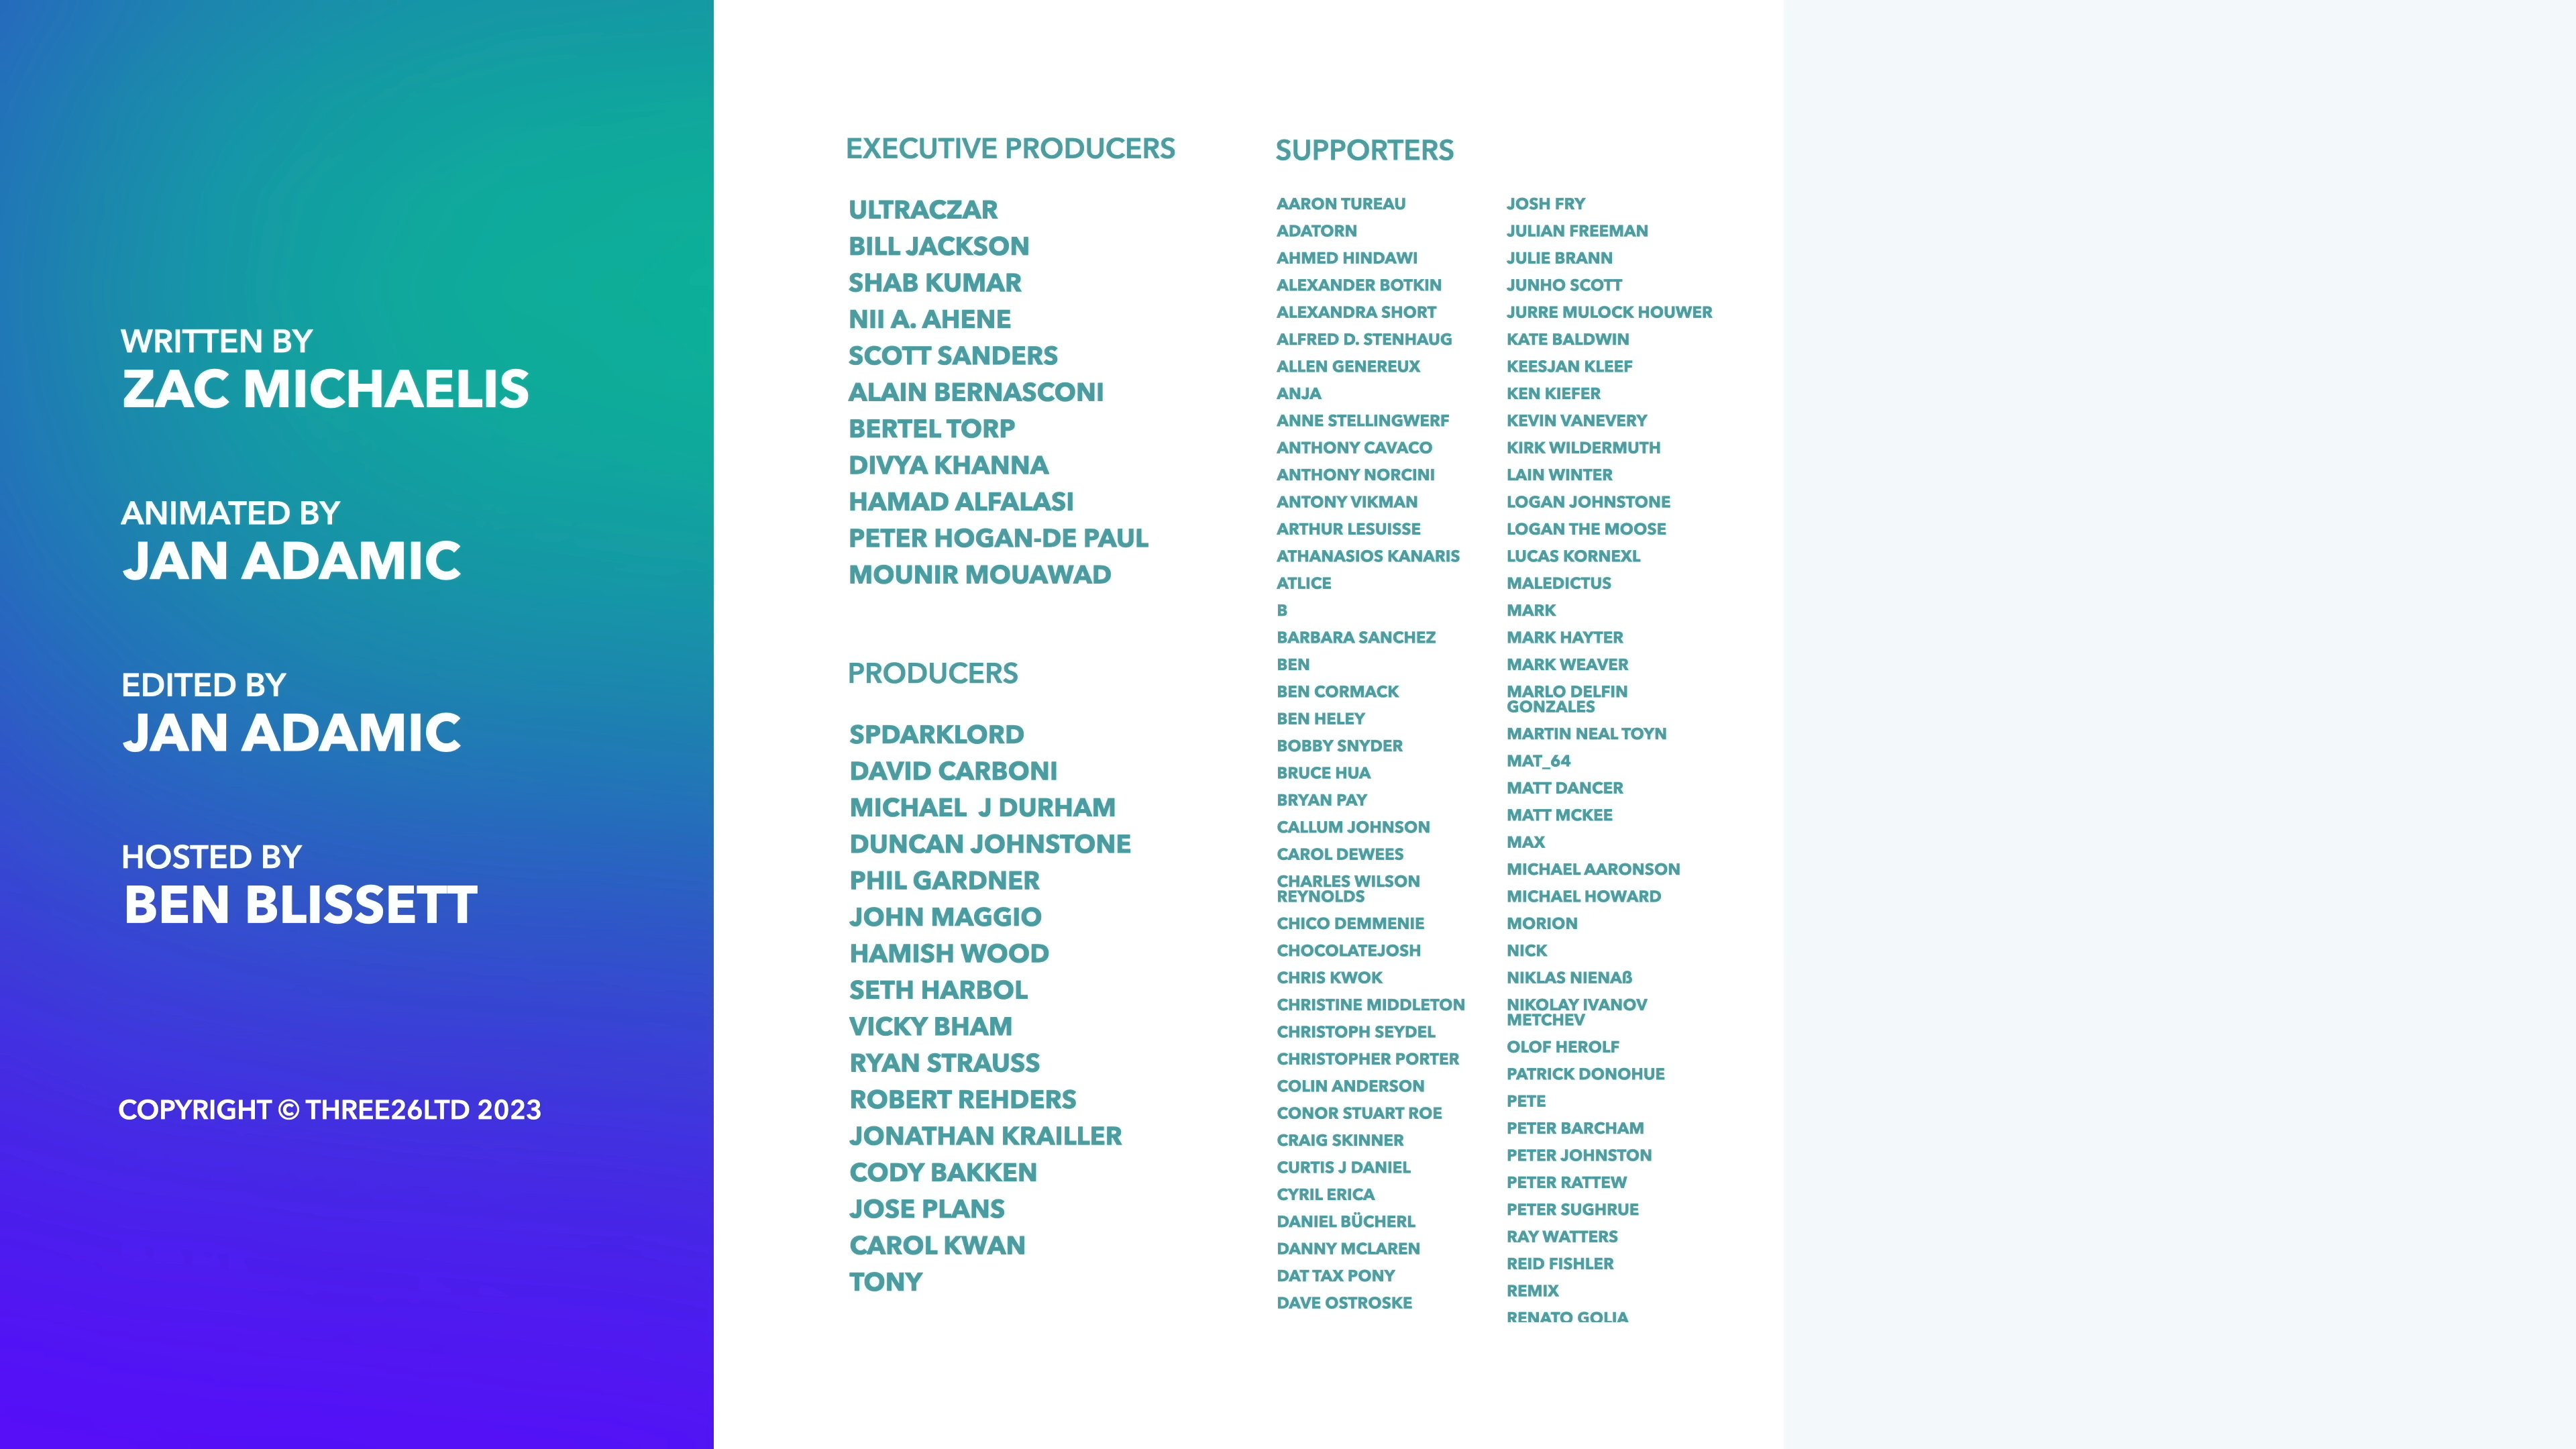 WRITTEN BY
ZAC MICHAELIS
ANIMATED BY
JAN ADAMIC
EDITED BY
JAN ADAMIC
HOSTED BY
BEN BLISSETT
COPYRIGHT © THREE26LTD 2023
EXECUTIVE PRODUCERS
ULTRACZAR
BILL JACKSON
SHAB KUMAR
NII A. AHENE
SCOTT SANDERS
ALAIN BERNASCONI
BERTEL TORP
DIVYA KHANNA
HAMAD ALFALASI
PETER HOGAN-DE PAUL
MOUNIR MOUAWAD
PRODUCERS
SPDARKLORD
DAVID CARBONI
MICHAEL  J DURHAM
DUNCAN JOHNSTONE
PHIL GARDNER
JOHN MAGGIO
HAMISH WOOD
SETH HARBOL
VICKY BHAM
RYAN STRAUSS
ROBERT REHDERS
JONATHAN KRAILLER
CODY BAKKEN
JOSE PLANS
CAROL KWAN
TONY
SUPPORTERS
AARON TUREAU
ADATORN
AHMED HINDAWI
ALEXANDER BOTKIN
ALEXANDRA SHORT
ALFRED D. STENHAUG
ALLEN GENEREUX
ANJA
ANNE STELLINGWERF
ANTHONY CAVACO
ANTHONY NORCINI
ANTONY VIKMAN
ARTHUR LESUISSE
ATHANASIOS KANARIS
ATLICE
B
BARBARA SANCHEZ
BEN
BEN CORMACK
BEN HELEY
BOBBY SNYDER
BRUCE HUA
BRYAN PAY
CALLUM JOHNSON
CAROL DEWEES
CHARLES WILSON
REYNOLDS
CHICO DEMMENIE
CHOCOLATEJOSH
CHRIS KWOK
CHRISTINE MIDDLETON
CHRISTOPH SEYDEL
CHRISTOPHER PORTER
COLIN ANDERSON
CONOR STUART ROE
CRAIG SKINNER
CURTIS J DANIEL
CYRIL ERICA
DANIEL BÜCHERL
DANNY MCLAREN
DAT TAX PONY
DAVE OSTROSKE
JOSH FRY
JULIAN FREEMAN
JULIE BRANN
JUNHO SCOTT
JURRE MULOCK HOUWER
KATE BALDWIN
KEESJAN KLEEF
KEN KIEFER
KEVIN VANEVERY
KIRK WILDERMUTH
LAIN WINTER
LOGAN JOHNSTONE
LOGAN THE MOOSE
LUCAS KORNEXL
MALEDICTUS
MARK
MARK HAYTER
MARK WEAVER
MARLO DELFIN
GONZALES
MARTIN NEAL TOYN
MAT_64
MATT DANCER
MATT MCKEE
MAX
MICHAEL AARONSON
MICHAEL HOWARD
MORION
NICK
NIKLAS NIENAß
NIKOLAY IVANOV
METCHEV
OLOF HEROLF
PATRICK DONOHUE
PETE
PETER BARCHAM
PETER JOHNSTON
PETER RATTEW
PETER SUGHRUE
RAY WATTERS
REID FISHLER
REMIX
RENATO GOLIA